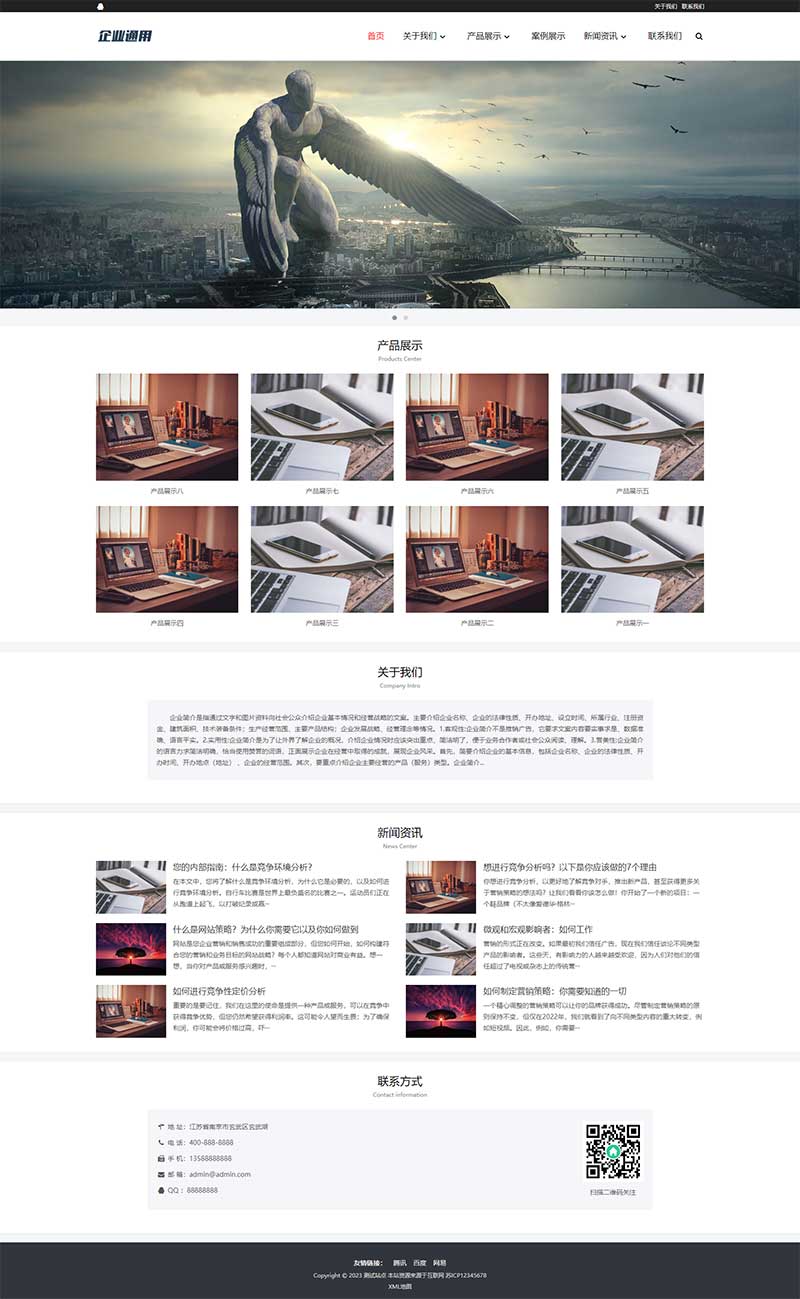 关于我们 联系我们
企业通用
首页 关于我们 产品展示 案例展示 新闻资讯 联系我们
产品展示
Products Center
产品展示八 产品展示七 产品展示六 产品展示五
产品展示四 产品展示三 产品展示二 产品展示一
关于我们
Company Intro
企业简介是指通过文字和图片资料向社会公众介绍企业基本情况和经营战略的文案。主要介绍企业名称、企业的法律性质、开办地址、设立时间、所属行业、注册资
金、建筑面积、技术装备条件；生产经营范围、主要产品结构；企业发展战略、经营理念等情况。1.客观性:企业简介不是推销广告，它要求文案内容要实事求是、数据准
确、语言平实。2.实用性:企业简介是为了让外界了解企业的概况。介绍企业情况时应该突出重点，简洁明了，便于业务合作者或社会公众阅读、理解。3.赞美性:企业简介
的语言力求简洁明确，恰当使用赞赏的词语，正面展示企业在经营中取得的成就，展现企业风采。首先，简要介绍企业的基本信息，包括企业名称、企业的法律性质、开
办时间、开办地点（地址）、企业的经营范围。其次，要重点介绍企业主要经营的产品（服务）类型。企业简介...
新闻资讯
News Center
您的内部指南：什么是竞争环境分析？
在本文中，您将了解什么是竞争环境分析，为什么它是必要的，以及如何进
行竞争环境分析。自行车比赛是世界上最负盛名的比赛之一。运动员们正在
从跑道上起飞，以打破记录或赢···
想进行竞争分析吗？以下是你应该做的7个理由
你想进行竞争分析，以更好地了解竞争对手，推出新产品，甚至获得更多关
于营销策略的想法吗？让我们看看你该怎么做！你开始了一个新的项目：一
个鞋品牌（不太像爱德华·格林···
什么是网站策略？为什么你需要它以及你如何做到
网站是您企业营销和销售成功的重要组成部分，但您如何开始，如何构建符
合您的营销和业务目标的网站战略？每个人都知道网站对商业有益。想一
想，当你对产品或服务感兴趣时，···
微观和宏观影响者：如何工作
营销的形式正在改变。如果最初我们信任广告，现在我们信任谈论不同类型
产品的影响者。这些天，有影响力的人越来越受欢迎，因为人们对他们的信
任超过了电视或杂志上的传统营···
如何进行竞争性定价分析
重要的是要记住，我们在这里的使命是提供一种产品或服务，可以在竞争中
获得竞争优势，但您仍然希望获得利润率。这可能令人望而生畏：为了确保
利润，你可能会将价格过高，吓···
如何制定营销策略：你需要知道的一切
一个精心调整的营销策略可以让你的品牌获得成功。尽管制定营销策略的原
则保持不变，但仅在2022年，我们就看到了向不同类型内容的重大转变，例
如短视频。因此，例如，你需要···
联系方式
Contact information
地 址：江苏省南京市玄武区玄武湖
电 话：400-888-8888
手 机：13588888888
邮 箱：admin@admin.com
QQ ：88888888
扫描二维码关注
友情链接： 腾讯 百度 网易
Copyright © 2023 测试站点 本站资源来源于互联网 苏ICP12345678
XML地图